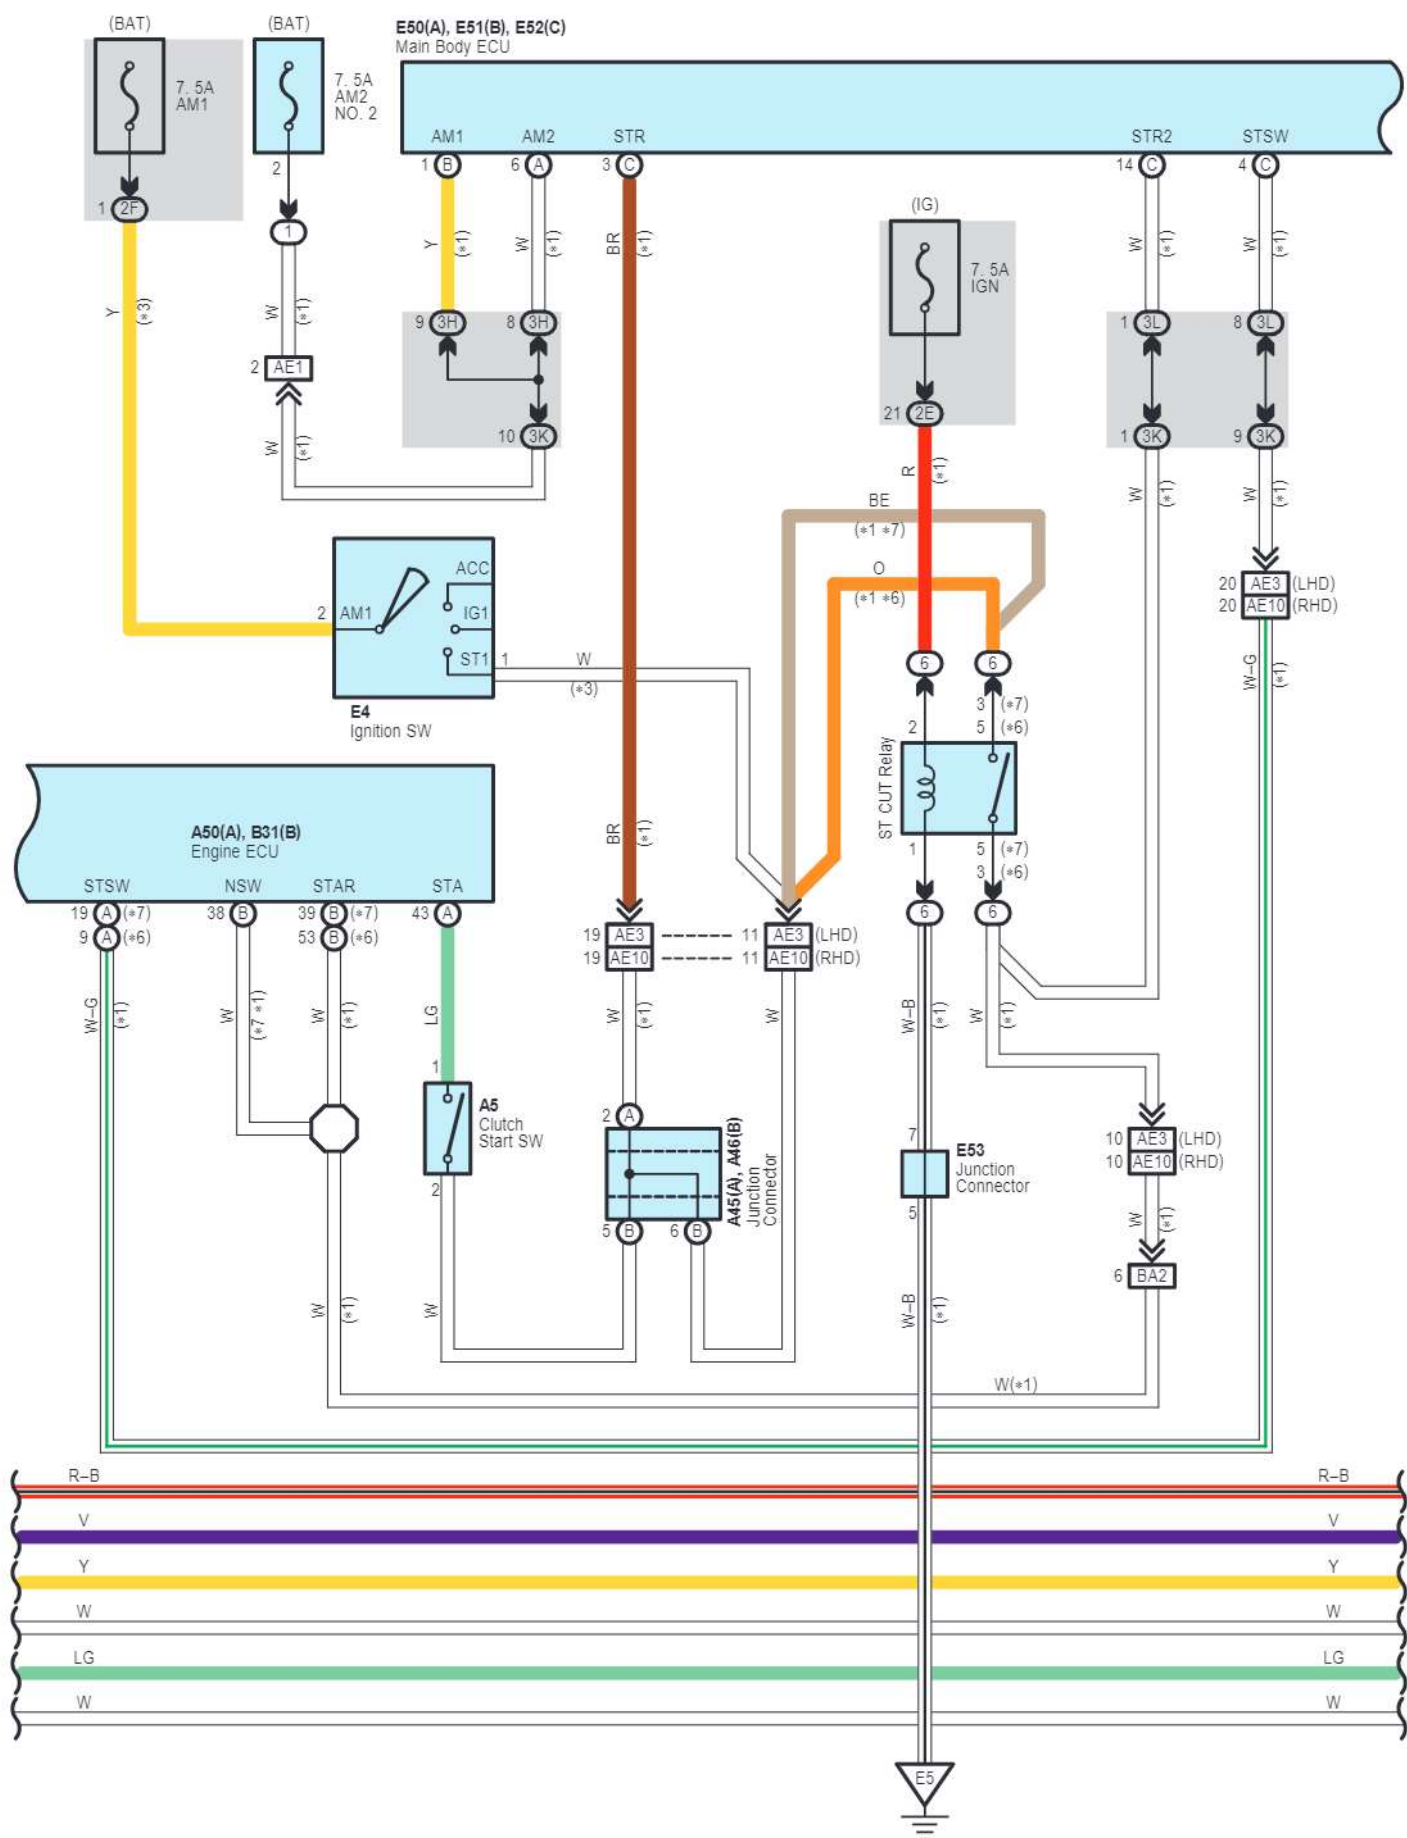 (BAT)
(BAT)
E50(A), E51(B), E52(C)
Main Body ECU
7. 5A
AM1
7. 5A
AM2
NO. 2
AM1
AM2
STR
STR2
STSW
2
1 B
6 A
3 C
14 C
4 C
1 2F
1
Y
(*1)
W
(*1)
BR
(*1)
(IG)
W
(*1)
W
(*1)
7. 5A
IGN
Y
(*3)
W
(*1)
9 3H
8 3H
1 3L
8 3L
2 AE1
21 2E
W
(*1)
10 3K
1 3K
9 3K
R
(*1)
BE
(*1 *7)
W
(*1)
W
(*1)
O
(*1 *6)
ACC
IG1
ST1
2
AM1
1
W
(*3)
20 AE3 (LHD)
20 AE10 (RHD)
W-G
(*1)
E4
Ignition SW
6
6
3 (*7)
2
5 (*6)
ST CUT Relay
1
5 (*7)
3 (*6)
6
6
BR
(*1)
A50(A), B31(B)
Engine ECU
STSW
NSW
STAR
STA
19 A (*7)
9 A (*6)
38 B
39 B (*7)
53 B (*6)
43 A
19 AE3
11 AE3 (LHD)
19 AE10
11 AE10 (RHD)
W-G
(*1)
W
(*7 *1)
W
(*1)
LG
W
(*1)
W
W-B
(*1)
W
(*1)
1
A5
Clutch
Start SW
2
2 A
A45(A), A46(B)
Junction
Connector
5 B
6 B
7
E53
Junction
Connector
5
10 AE3 (LHD)
10 AE10 (RHD)
W
(*1)
6 BA2
W
(*1)
W
W-B
(*1)
W(*1)
R-B
R-B
V
V
Y
Y
W
W
LG
LG
W
W
E5